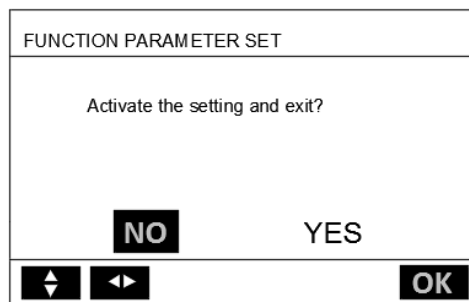 FUNCTION PARAMETER SET
Activate the setting and exit?
NO YES
OK